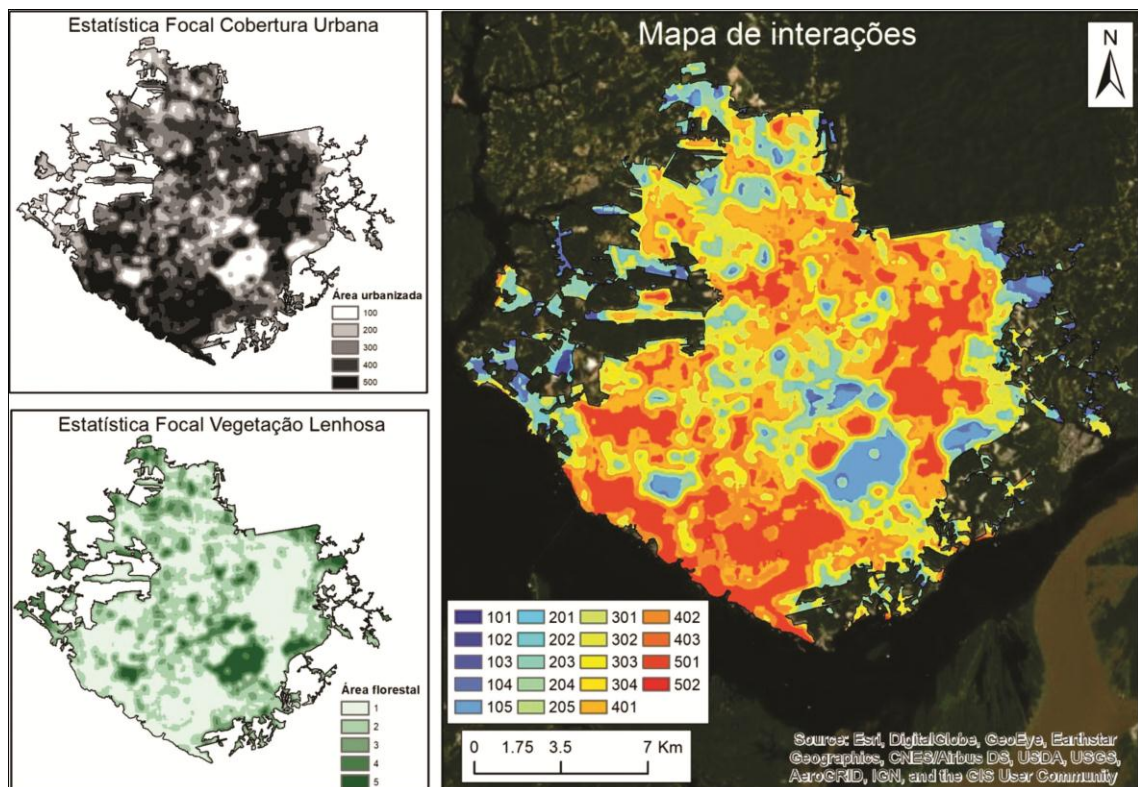 Estatística Focal Cobertura Urbana
Área urbanizada
100
200
300
400
500
Estatística Focal Vegetação Lenhosa
Área florestal
1
2
3
4
5
Mapa de interações
N
101 201 301 402
102 202 302 403
103 203 303 501
104 204 304 502
105 205 401
0 1.75 3.5 7 Km
Source: Esri, DigitalGlobe, GeoEye, Earthstar
Geographics, CNES/Airbus DS, USDA, USGS,
AeroGRID, IGN, and the GIS User Community